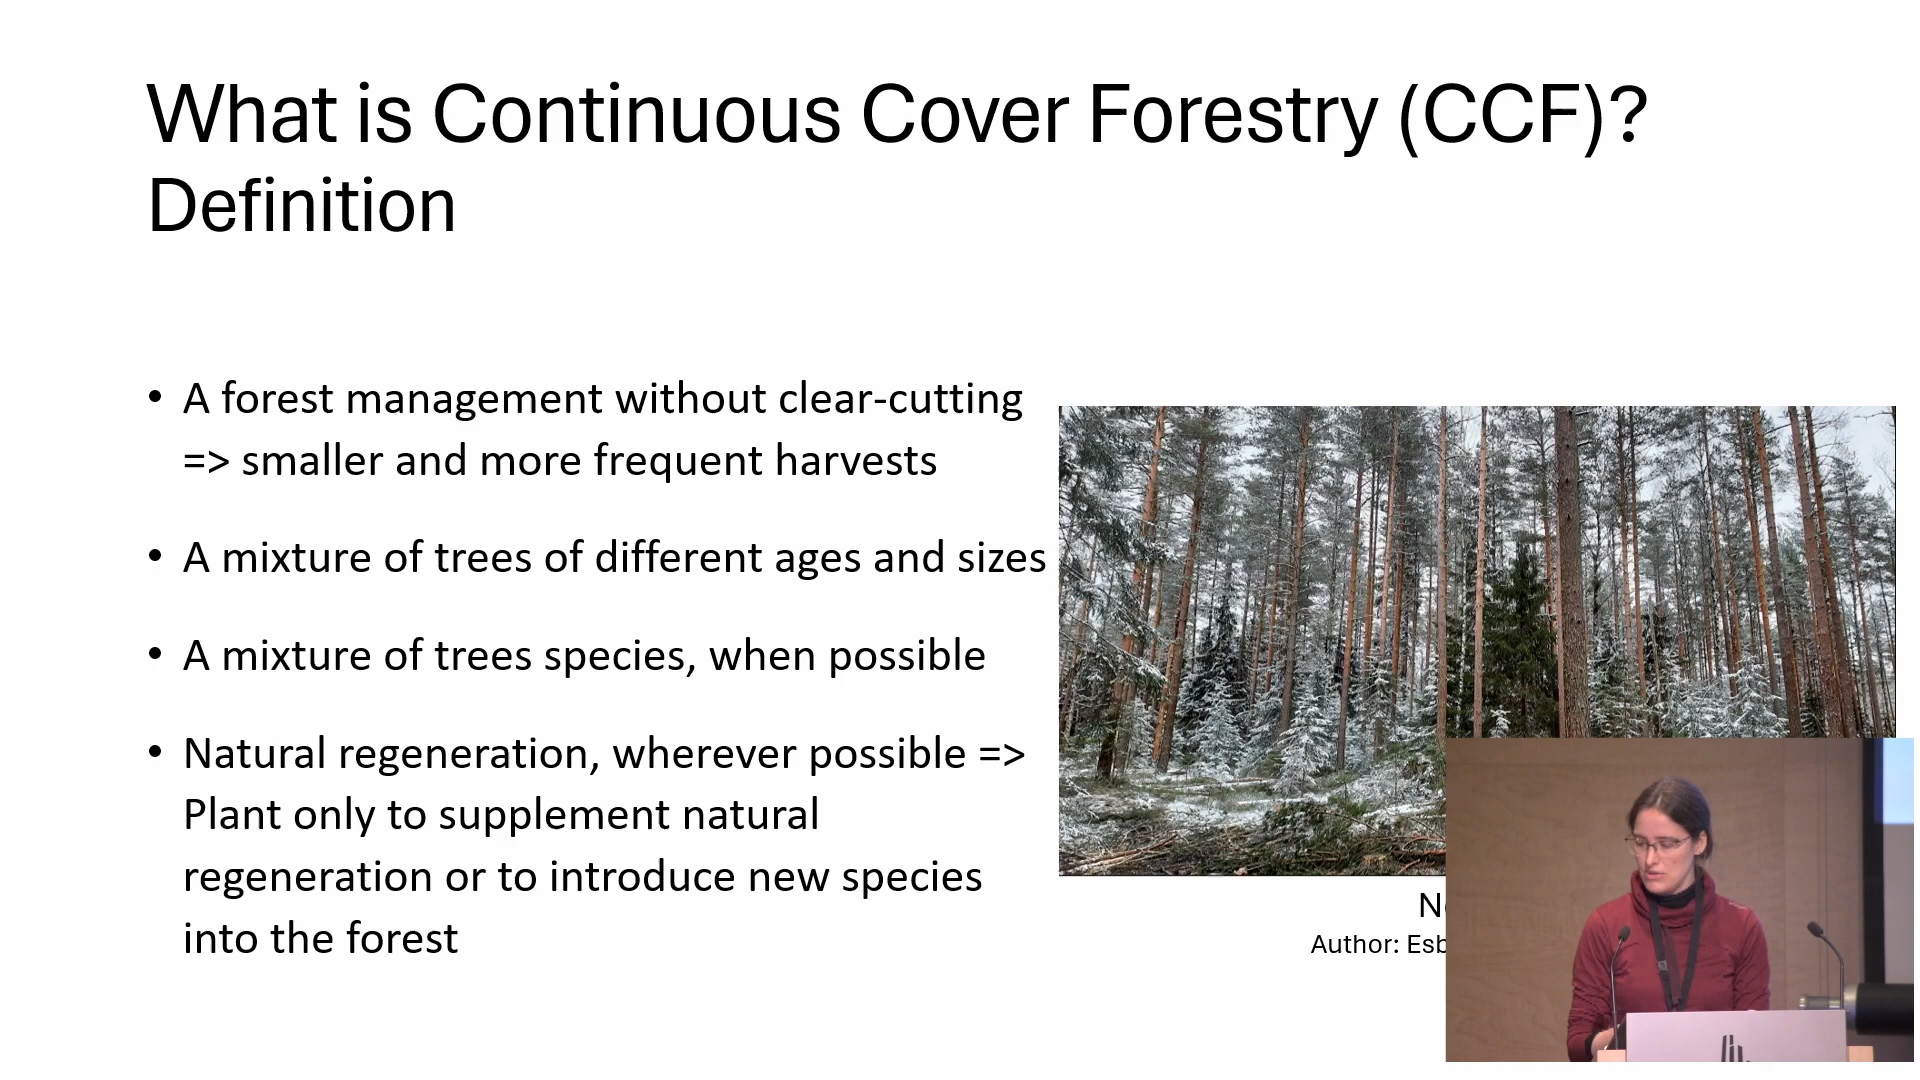 What is Continuous Cover Forestry (CCF)?
Definition
• A forest management without clear-cutting
=> smaller and more frequent harvests
• A mixture of trees of different ages and sizes
• A mixture of trees species, when possible
• Natural regeneration, wherever possible =>
Plant only to supplement natural
regeneration or to introduce new species
into the forest
Author: